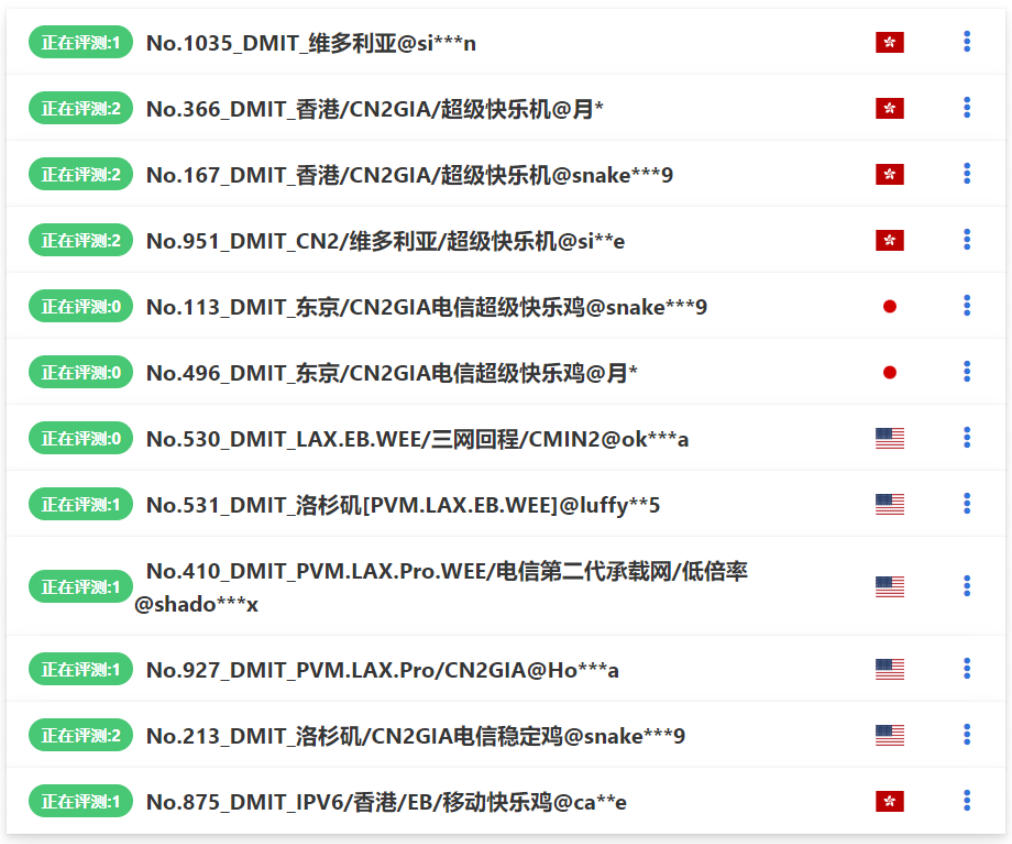 正在评测:1 No.1035_DMIT_维多利亚@si***n
正在评测:2 No.366_DMIT_香港/CN2GIA/超级快乐机@月*
正在评测:2 No.167_DMIT_香港/CN2GIA/超级快乐机@snake***9
正在评测:2 No.951_DMIT_CN2/维多利亚/超级快乐机@si**e
正在评测:0 No.113_DMIT_东京/CN2GIA电信超级快乐鸡@snake***9
正在评测:0 No.496_DMIT_东京/CN2GIA电信超级快乐鸡@月*
正在评测:0 No.530_DMIT_LAX.EB.WEE/三网回程/CMIN2@ok***a
正在评测:1 No.531_DMIT_洛杉矶[PVM.LAX.EB.WEE]@luffy**5
正在评测:1 No.410_DMIT_PVM.LAX.Pro.WEE/电信第二代承载网/低倍率
@shado***x
正在评测:1 No.927_DMIT_PVM.LAX.Pro/CN2GIA@Ho***a
正在评测:2 No.213_DMIT_洛杉矶/CN2GIA电信稳定鸡@snake***9
正在评测:1 No.875_DMIT_IPV6/香港/EB/移动快乐鸡@ca**e